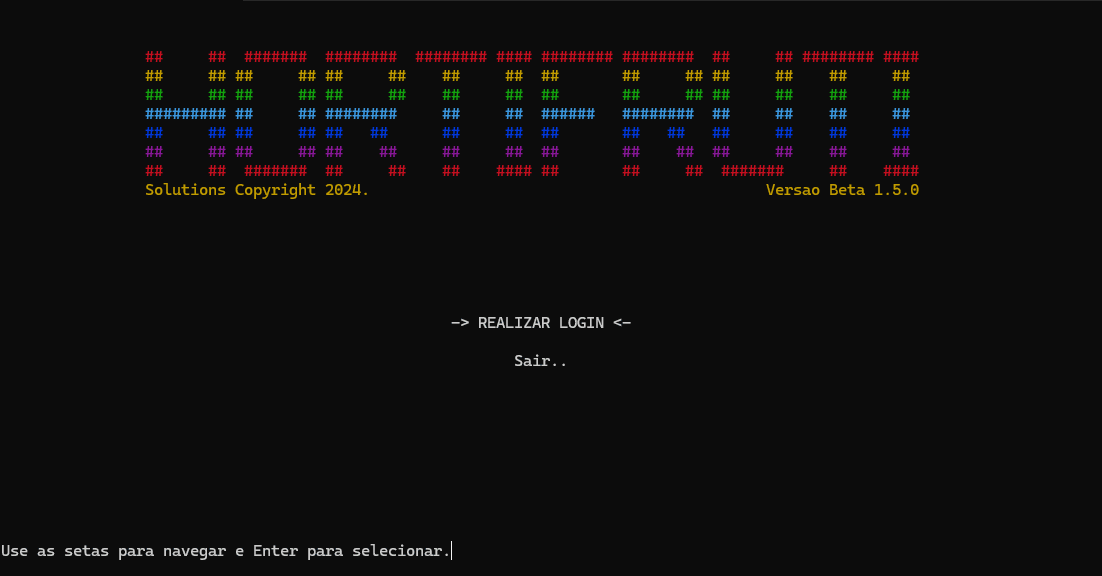 HORTIFRUTI
Solutions Copyright 2024. Versao Beta 1.5.0
-> REALIZAR LOGIN <-
Sair..
Use as setas para navegar e Enter para selecionar.